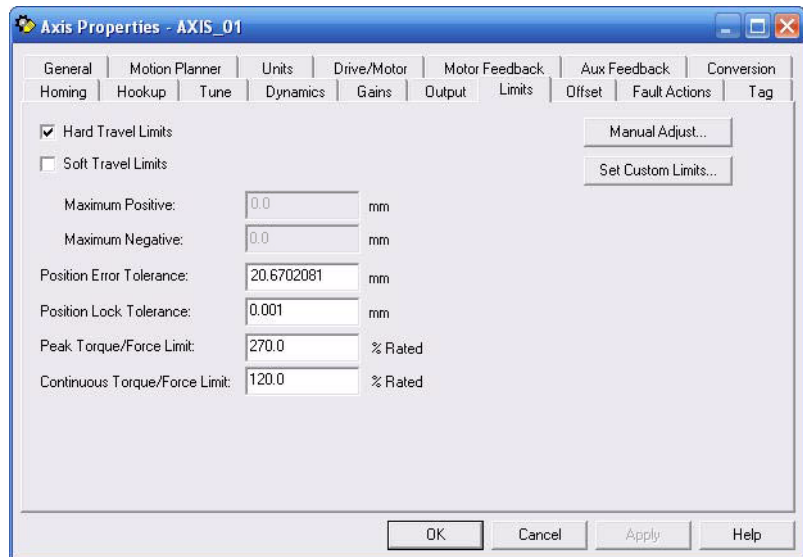 Axis Properties - AXIS_01
General Motion Planner Units Drive/Motor Motor Feedback Aux Feedback Conversion
Homing Hookup Tune Dynamics Gains Output Limits Offset Fault Actions Tag
Hard Travel Limits Manual Adjust...
Soft Travel Limits Set Custom Limits...
Maximum Positive: 0.0 mm
Maximum Negative: 0.0 mm
Position Error Tolerance: 20.6702081 mm
Position Lock Tolerance: 0.001 mm
Peak Torque/Force Limit: 270.0 % Rated
Continuous Torque/Force Limit: 120.0 % Rated
OK Cancel Apply Help